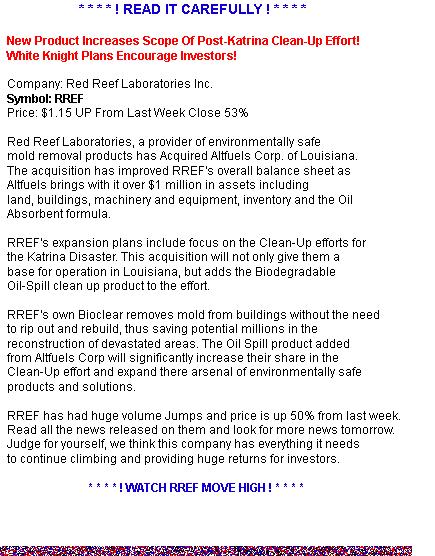 * * * * ! READ IT CAREFULLY ! * * * *
New Product Increases Scope Of Post-Katrina Clean-Up Effort!
White Knight Plans Encourage Investors!
Company: Red Reef Laboratories Inc.
Symbol: RREF
Price: $1.15 UP From Last Week Close 53%
Red Reef Laboratories, a provider of environmentally safe
mold removal products has Acquired Altfuels Corp. of Louisiana.
The acquisition has improved RREF's overall balance sheet as
Altfuels brings with it over $1 million in assets including
land, buildings, machinery and equipment, inventory and the Oil
Absorbent formula.
RREF's expansion plans include focus on the Clean-Up efforts for
the Katrina Disaster. This acquisition will not only give them a
base for operation in Louisiana, but adds the Biodegradable
Oil-Spill clean up product to the effort.
RREF's own Bioclear removes mold from buildings without the need
to rip out and rebuild, thus saving potential millions in the
reconstruction of devastated areas. The Oil Spill product added
from Altfuels Corp will significantly increase their share in the
Clean-Up effort and expand there arsenal of environmentally safe
products and solutions.
RREF has had huge volume Jumps and price is up 50% from last week.
Read all the news released on them and look for more news tomorrow.
Judge for yourself, we think this company has everything it needs
to continue climbing and providing huge returns for investors.
* * * * ! WATCH RREF MOVE HIGH ! * * * *